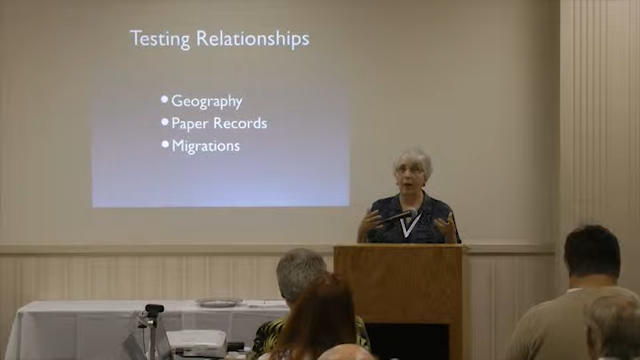 Testing Relationships
• Geography
• Paper Records
• Migrations